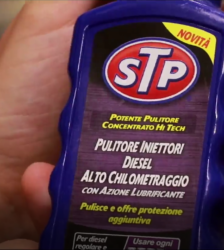 NOVITÀ
STP
POTENTE PULITORE
CONCENTRATO HI TECH
PULITORE INIETTORI
DIESEL
ALTO CHILOMETRAGGIO
CON AZIONE LUBRIFICANTE
Pulisce e offre protezione
aggiuntiva
Per diesel
regolare e
Usare ogni